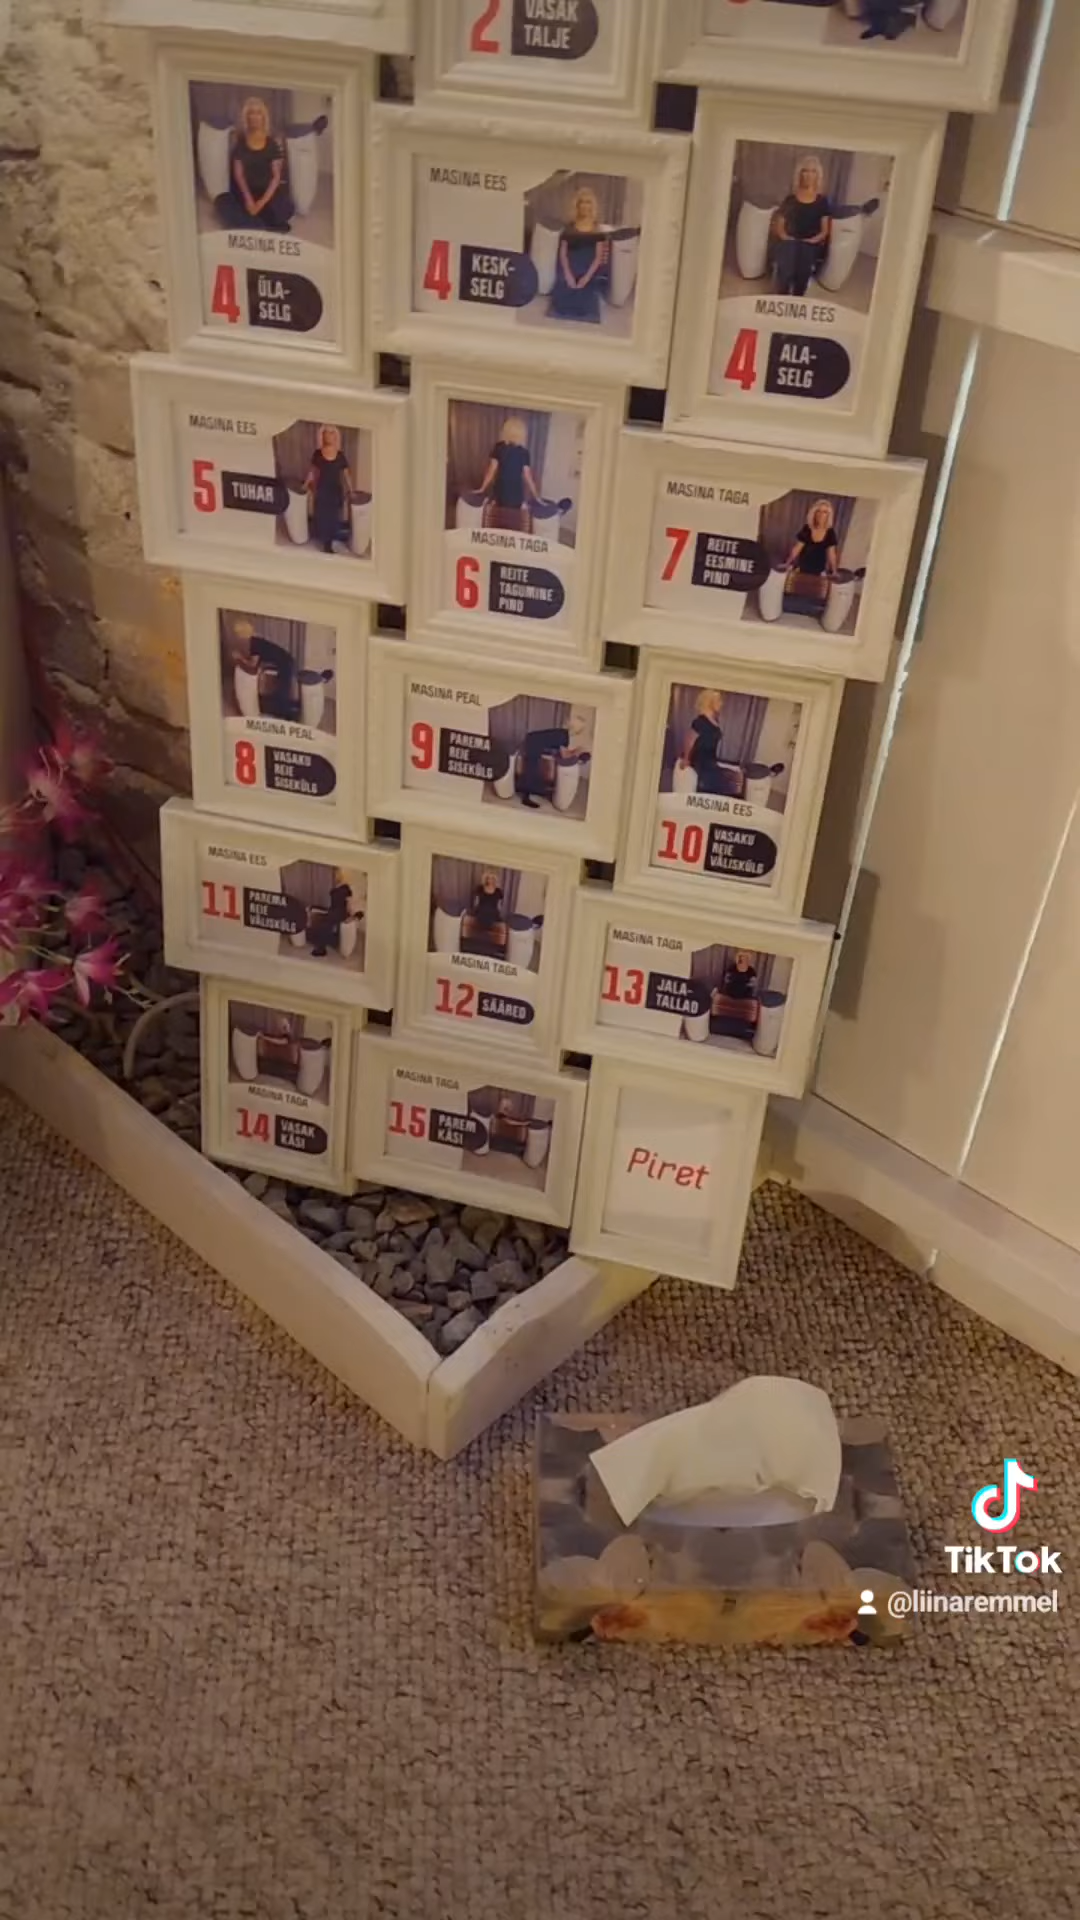 2
VASAK
TALJE
MASINA EES
4
ÜLA-
SELG
MASINA EES
4
KESK-
SELG
MASINA EES
4
ALA-
SELG
MASINA EES
5
TUHAR
MASINA TAGA
6
REITE
TAGUMINE
PIND
MASINA TAGA
7
REITE
EESMINE
PIND
MASINA PEAL
8
VASAKU
REIE
SISEKÜLG
MASINA PEAL
9
PAREMA
REIE
SISEKÜLG
MASINA EES
10
VASAKU
REIE
VÄLISKÜLG
MASINA EES
11
PAREMA
REIE
VÄLISKÜLG
MASINA TAGA
12
SÄÄRED
MASINA TAGA
13
JALA-
TALLAD
MASINA TAGA
14
VASAK
KÄSI
MASINA TAGA
15
PAREM
KÄSI
Piret
TikTok
@liinaremmel